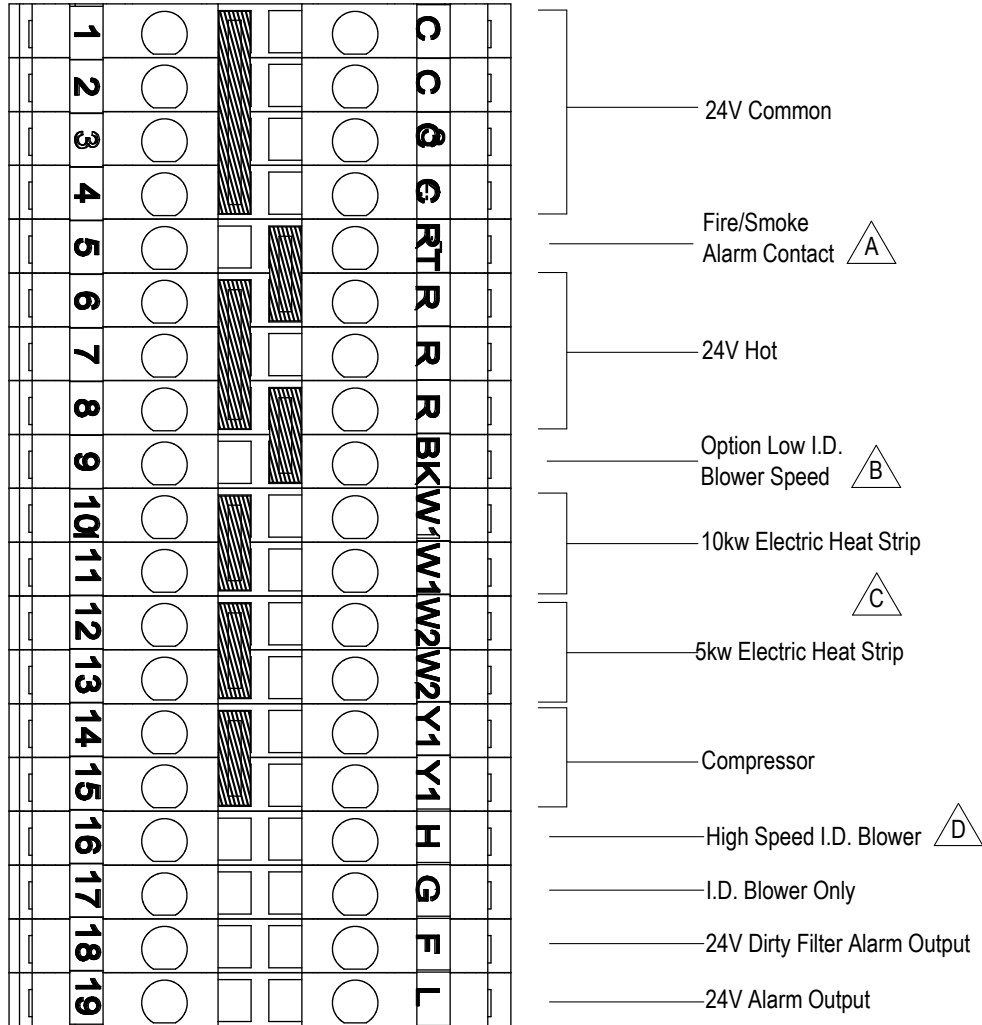 1 C
2 C
3 C
4 C
24V Common
5 RT
Fire/Smoke
Alarm Contact A
6 R
7 R
8 R
24V Hot
9 BK
Option Low I.D.
Blower Speed B
10 W1
11 W1
10kw Electric Heat Strip
C
12 W2
13 W2
5kw Electric Heat Strip
14 Y1
15 Y1
Compressor
16 H
High Speed I.D. Blower D
17 G
I.D. Blower Only
18 F
24V Dirty Filter Alarm Output
19 L
24V Alarm Output